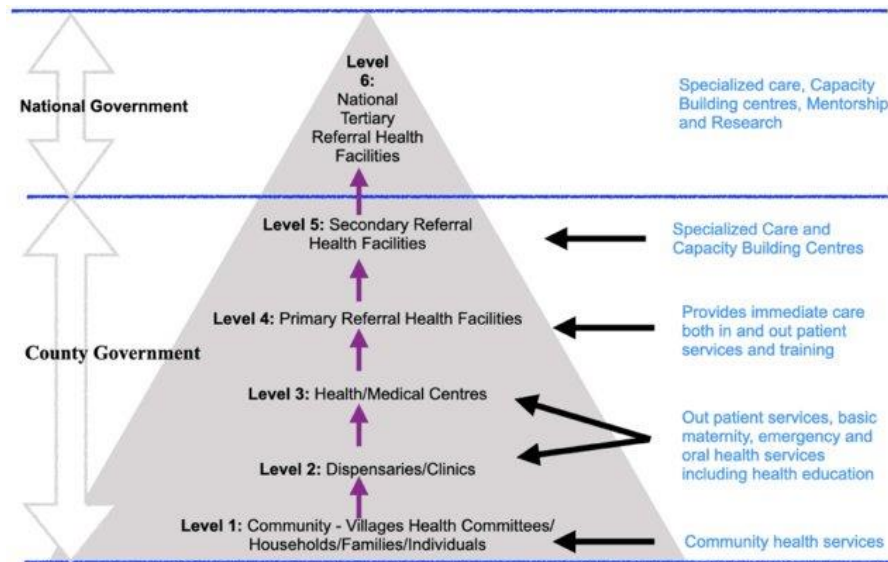 Level
6:
National
Tertiary
Referral Health
Facilities
National Government
Specialized care, Capacity
Building centres, Mentorship
and Research
Level 5: Secondary Referral
Health Facilities
Specialized Care and
Capacity Building Centres
Level 4: Primary Referral Health Facilities
Provides immediate care
both in and out patient
services and training
County Government
Level 3: Health/Medical Centres
Out patient services, basic
maternity, emergency and
oral health services
including health education
Level 2: Dispensaries/Clinics
Level 1: Community - Villages Health Committees/
Households/Families/Individuals
Community health services